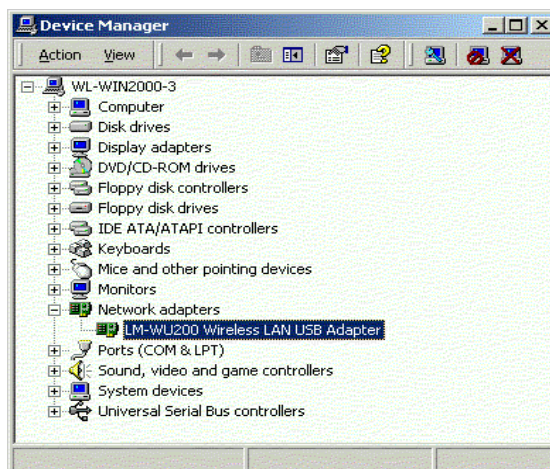 Device Manager
Action View
WL-WIN2000-3
Computer
Disk drives
Display adapters
DVD/CD-ROM drives
Floppy disk controllers
Floppy disk drives
IDE ATA/ATAPI controllers
Keyboards
Mice and other pointing devices
Monitors
Network adapters
LM-WU200 Wireless LAN USB Adapter
Ports (COM & LPT)
Sound, video and game controllers
System devices
Universal Serial Bus controllers